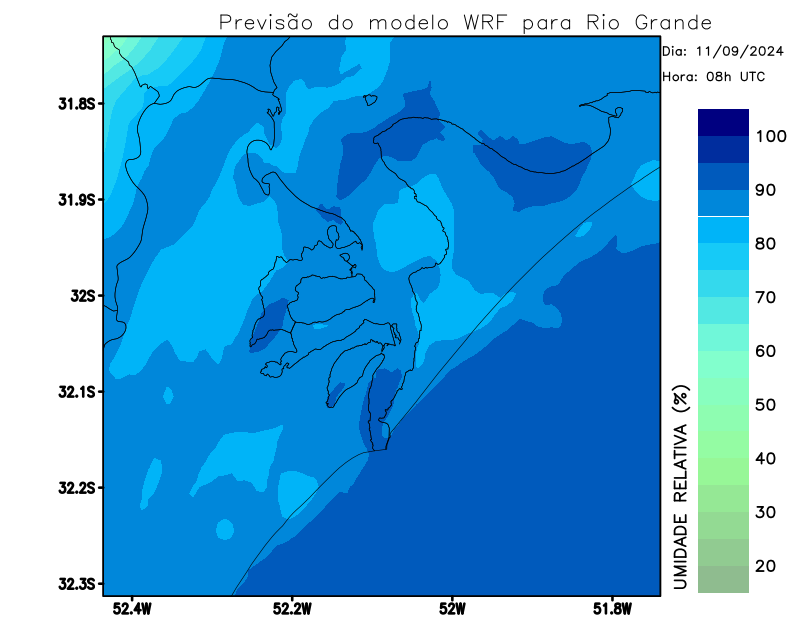 Previsão do modelo WRF para Rio Grande
Dia: 11/09/2024
Hora: 08h UTC
31.8S
31.9S
32S
32.1S
32.2S
32.3S
52.4W
52.2W
52W
51.8W
100
90
80
70
60
50
40
30
20
UMIDADE RELATIVA (%)